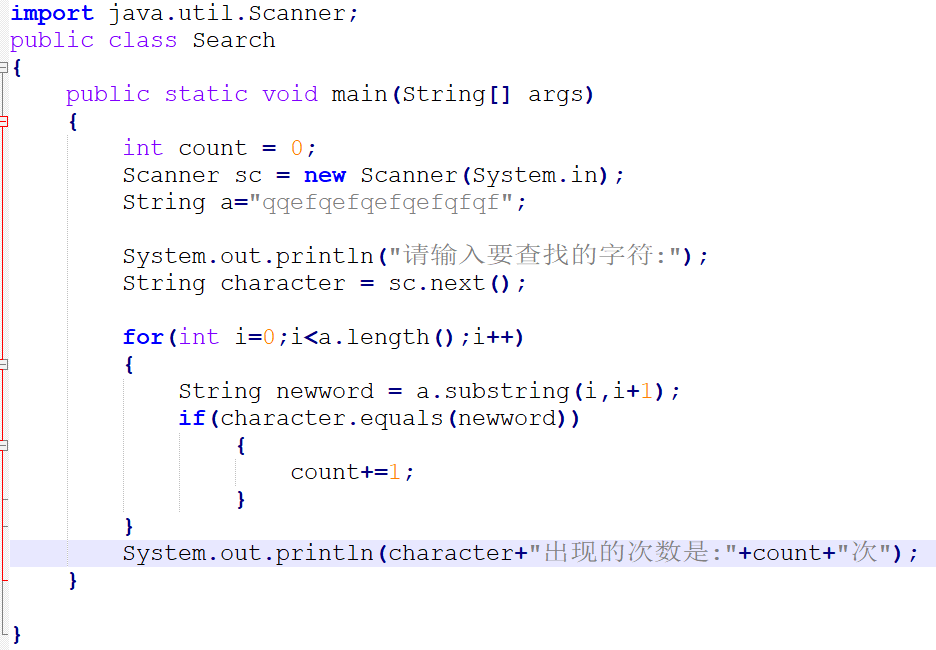 import java.util.Scanner;
public class Search
{
    public static void main(String[] args)
    {
        int count = 0;
        Scanner sc = new Scanner(System.in);
        String a="qqefqefqefqefqfqf";
        System.out.println("请输入要查找的字符:");
        String character = sc.next();
        for(int i=0;i<a.length();i++)
        {
            String newword = a.substring(i,i+1);
            if(character.equals(newword))
                {
                    count+=1;
                }
        }
        System.out.println(character+"出现的次数是:"+count+"次");
    }
}